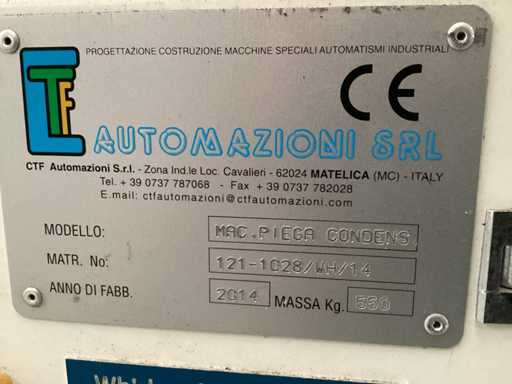 PROGETTAZIONE COSTRUZIONE MACCHINE SPECIALI AUTOMATISMI INDUSTRIALI
CTF
CE
AUTOMAZIONI SRL
CTF Automazioni S.r.l. - Zona Ind.le Loc. Cavalieri - 62024 MATELICA (MC) - ITALY
Tel. + 39 0737 787068 - Fax + 39 0737 782028
E.mail: ctfautomazioni@ctfautomazioni.com
MODELLO: MAC.PIEGA CONDENS
MATR. No: 121-1028/WH/14
ANNO DI FABB. 2014 MASSA Kg. 550